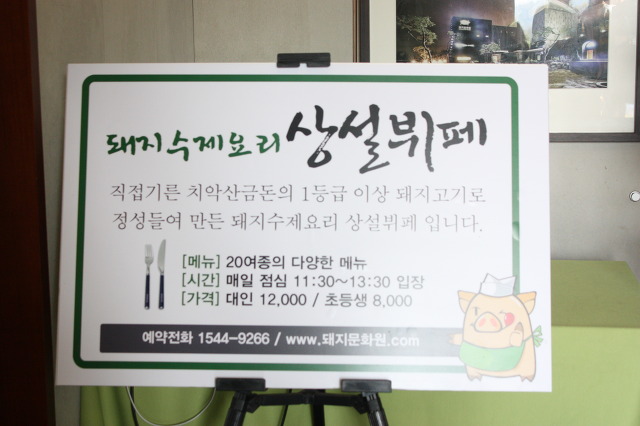 돼지수제요리 상설뷔페
직접기른 치악산금돈의 1등급 이상 돼지고기로
정성들여 만든 돼지수제요리 상설뷔페 입니다.
[메뉴] 20여종의 다양한 메뉴
[시간] 매일 점심 11:30~13:30 입장
[가격] 대인 12,000 / 초등생 8,000
예약전화 1544-9266 / www.돼지문화원.com